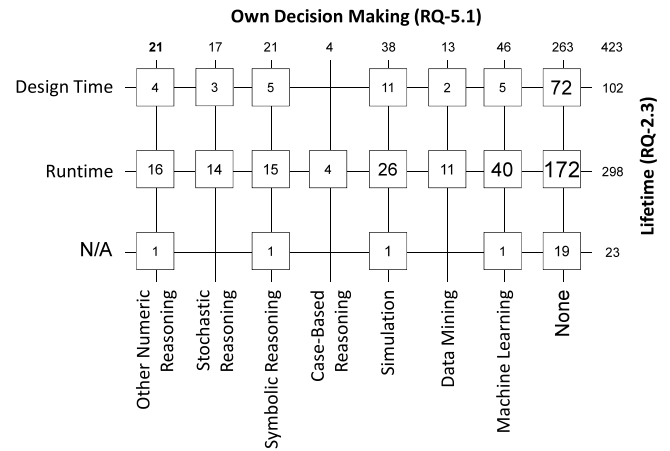 Own Decision Making (RQ-5.1)
21 17 21 4 38 13 46 263 423
Design Time 4 3 5 11 2 5 72 102
Runtime 16 14 15 4 26 11 40 172 298
N/A 1 1 1 1 19 23
Lifetime (RQ-2.3)
Other Numeric
Reasoning
Stochastic
Reasoning
Symbolic Reasoning
Case-Based
Reasoning
Simulation
Data Mining
Machine Learning
None